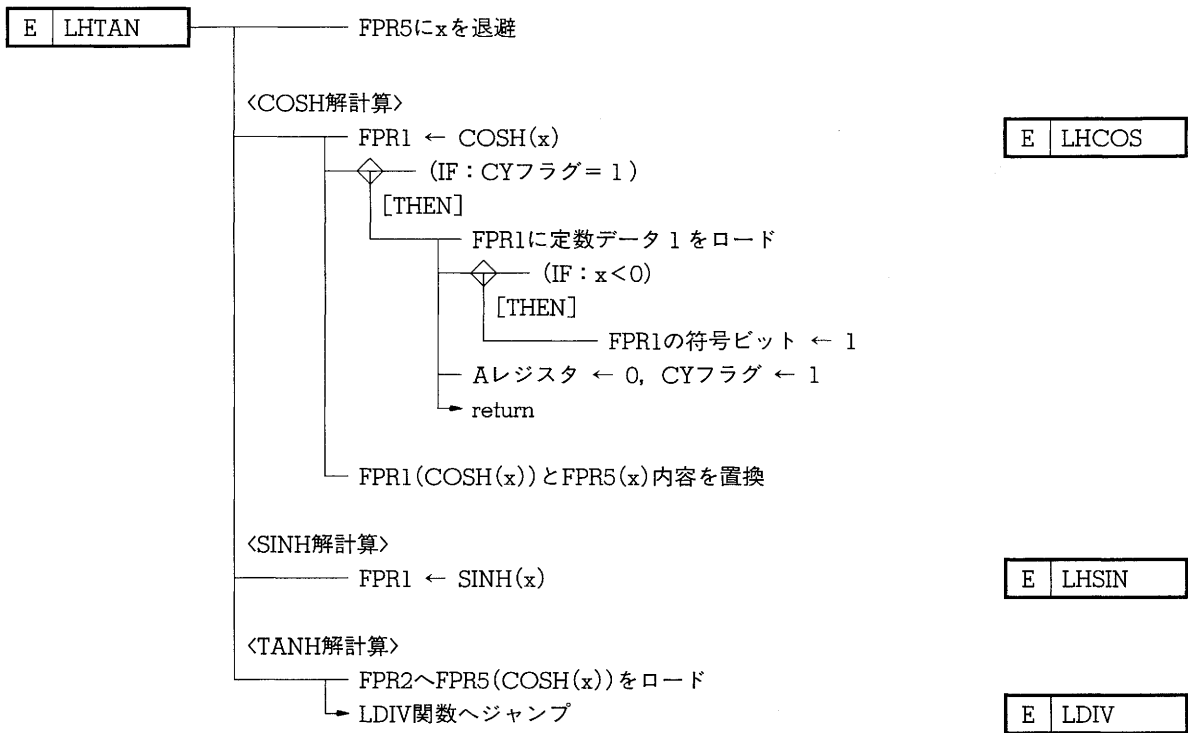 E LHTAN
FPR5にxを退避
〈COSH解計算〉
FPR1 ← COSH(x)
E LHCOS
(IF：CYフラグ＝1)
[THEN]
FPR1に定数データ1をロード
(IF：x＜0)
[THEN]
FPR1の符号ビット ← 1
Aレジスタ ← 0, CYフラグ ← 1
return
FPR1(COSH(x))とFPR5(x)内容を置換
〈SINH解計算〉
FPR1 ← SINH(x)
E LHSIN
〈TANH解計算〉
FPR2へFPR5(COSH(x))をロード
LDIV関数へジャンプ
E LDIV